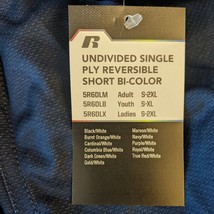 R
UNDIVIDED SINGLE
PLY REVERSIBLE
SHORT BI-COLOR
5R6DLM Adult S-2XL
5R6DLB Youth S-XL
5R6DLX Ladies S-2XL
Black/White Maroon/White
Burnt Orange/White Navy/White
Cardinal/White Purple/White
Columbia Blue/White Royal/White
Dark Green/White True Red/White
Gold/White